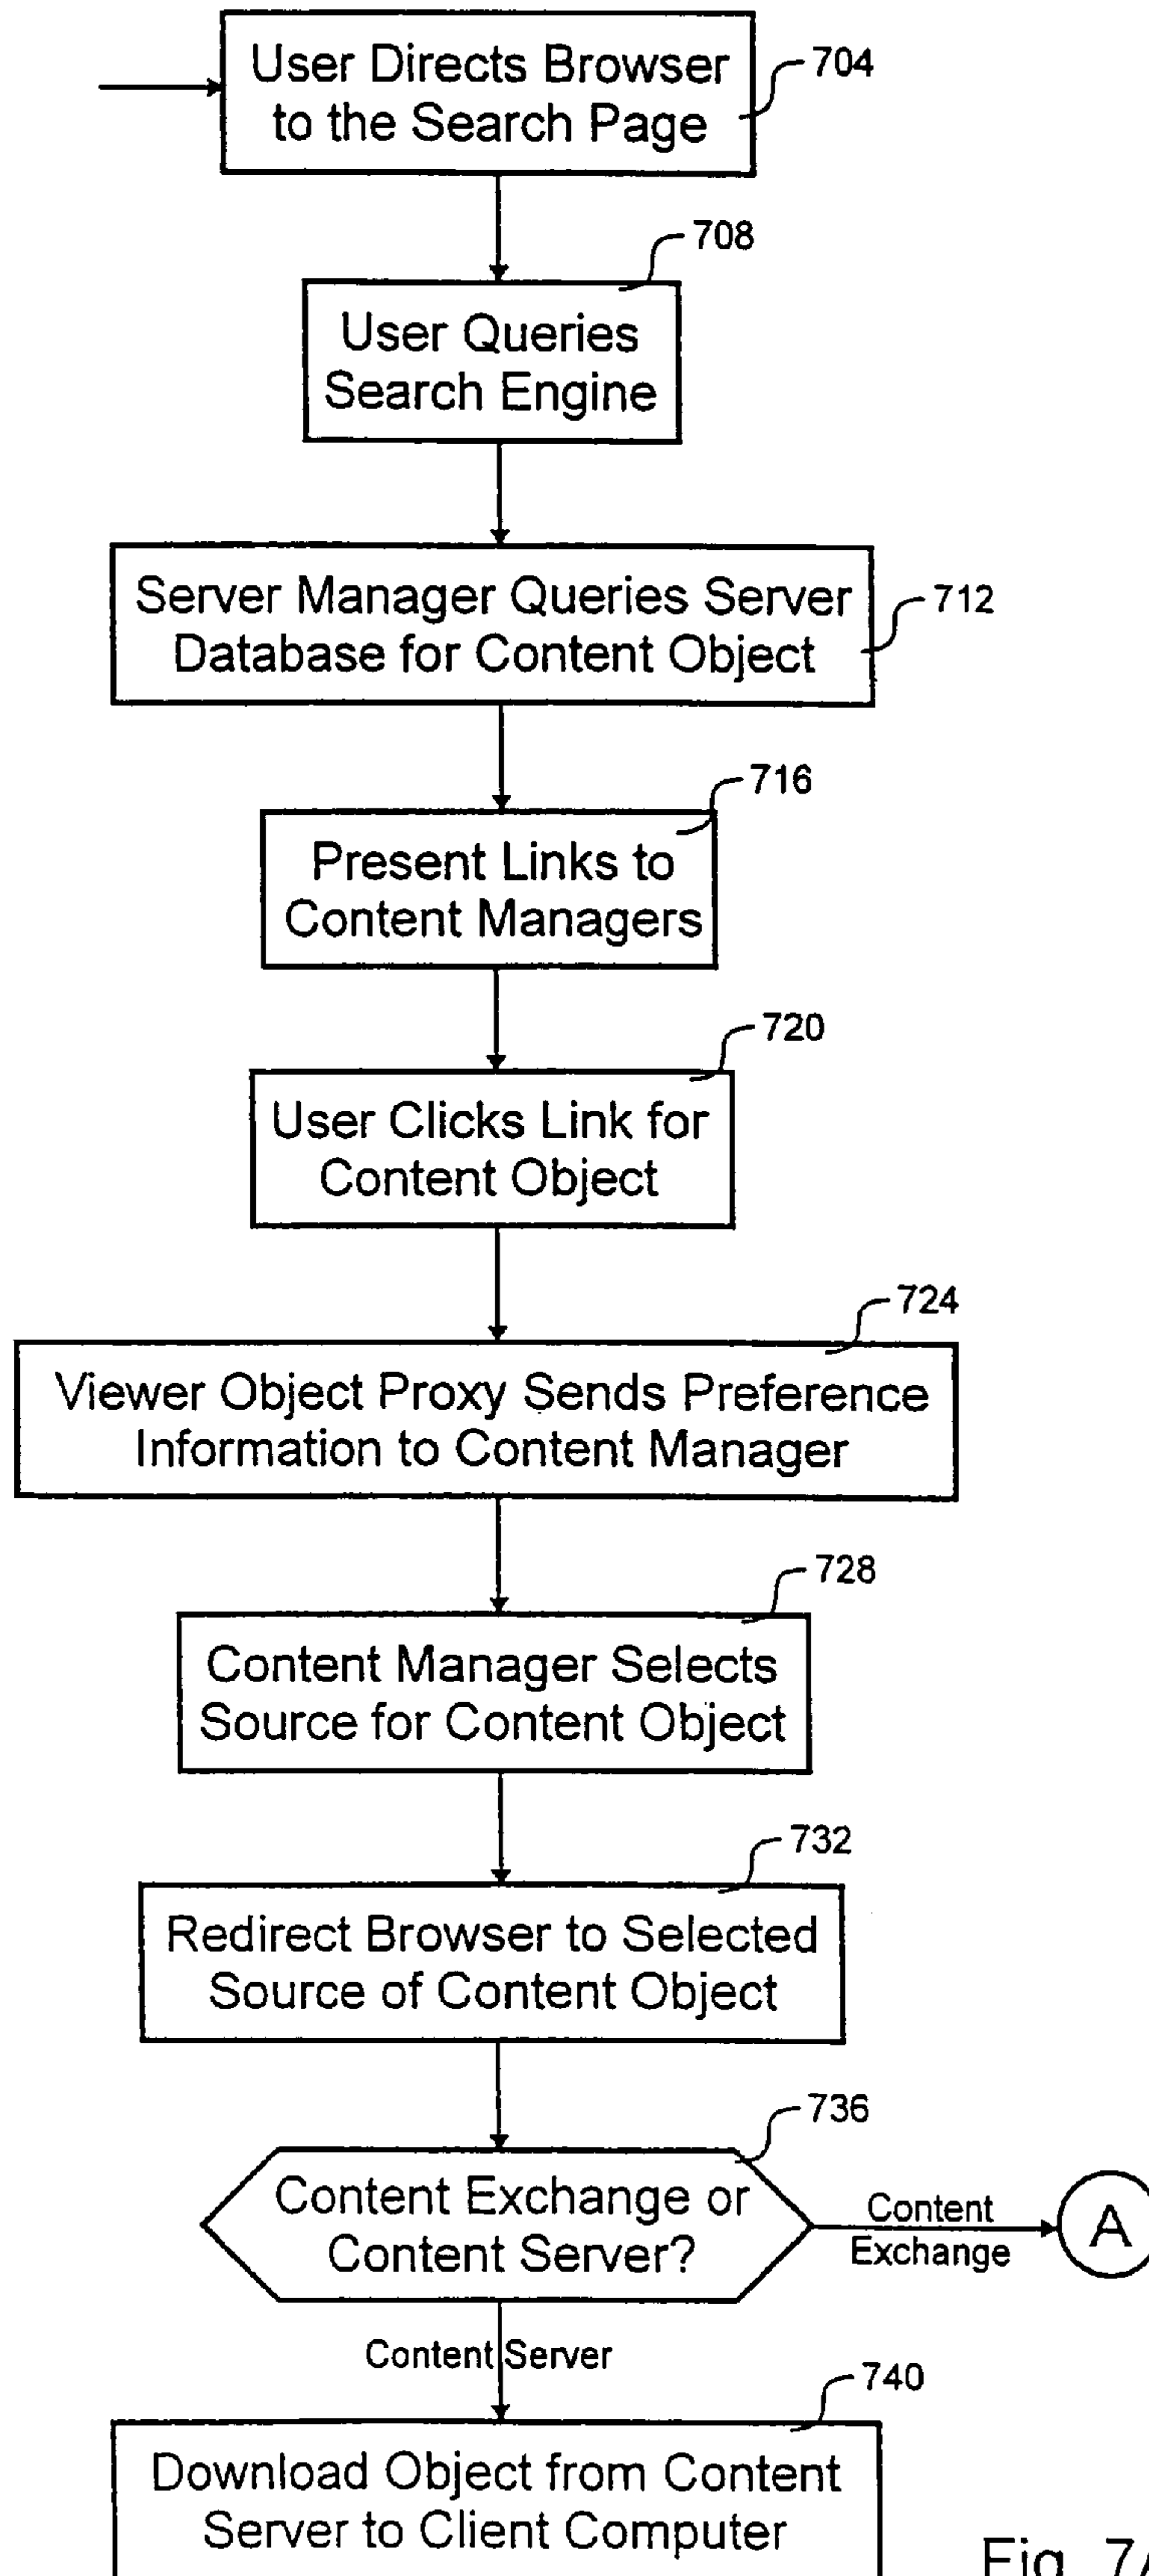 User Directs Browser
to the Search Page
704
708
User Queries
Search Engine
Server Manager Queries Server
Database for Content Object
712
716
Present Links to
Content Managers
720
User Clicks Link for
Content Object
724
Viewer Object Proxy Sends Preference
Information to Content Manager
728
Content Manager Selects
Source for Content Object
732
Redirect Browser to Selected
Source of Content Object
736
Content Exchange or
Content Server?
Content
Exchange
A
Content Server
740
Download Object from Content
Server to Client Computer
Fig. 7A